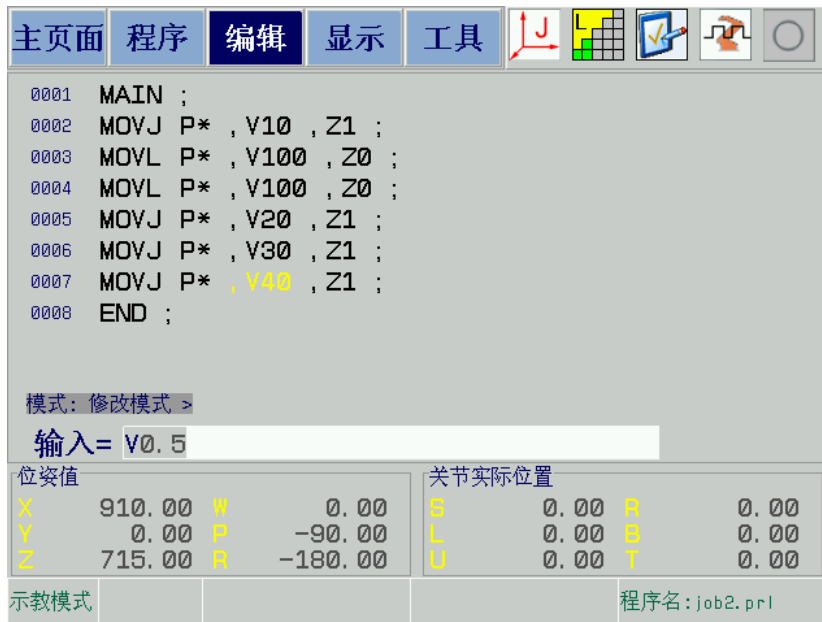 主页面 程序 编辑 显示 工具 J L
0001 MAIN ;
0002 MOVJ P* , V10 , Z1 ;
0003 MOVL P* , V100 , Z0 ;
0004 MOVL P* , V100 , Z0 ;
0005 MOVJ P* , V20 , Z1 ;
0006 MOVJ P* , V30 , Z1 ;
0007 MOVJ P* , V40 , Z1 ;
0008 END ;
模式: 修改模式 >
输入= V0.5
位姿值 关节实际位置
X 910.00 W 0.00 S 0.00 R 0.00
Y 0.00 P -90.00 L 0.00 B 0.00
Z 715.00 R -180.00 U 0.00 T 0.00
示教模式 程序名:job2.prl